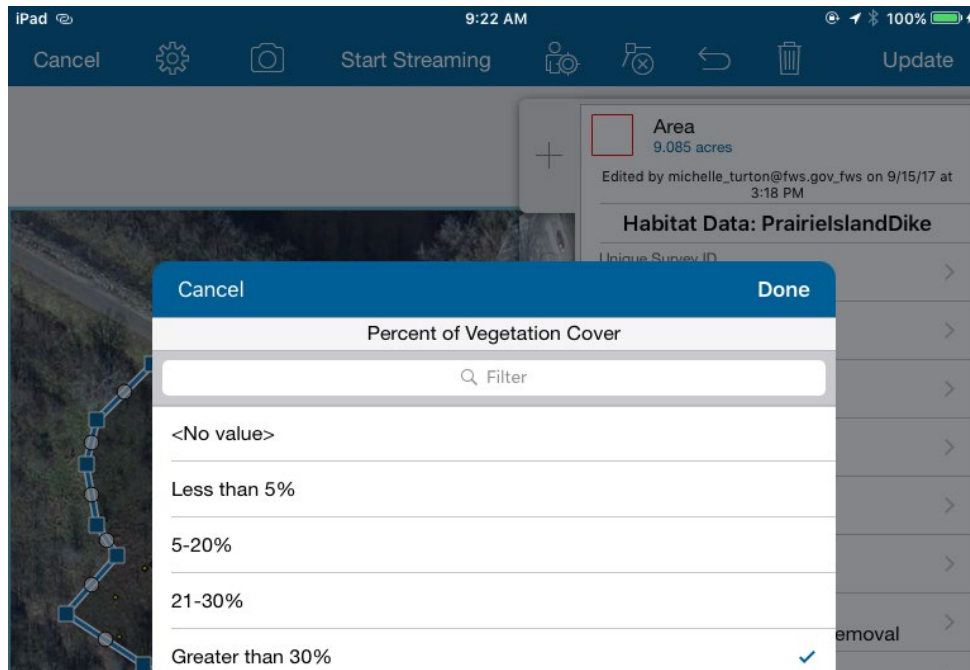 iPad 9:22 AM 100%
Cancel Start Streaming Update
Area
9.085 acres
Edited by michelle_turton@fws.gov_fws on 9/15/17 at
3:18 PM
Habitat Data: PrairieIslandDike
Unique Survey ID
Cancel Done
Percent of Vegetation Cover
Filter
<No value>
Less than 5%
5-20%
21-30%
emoval
Greater than 30%